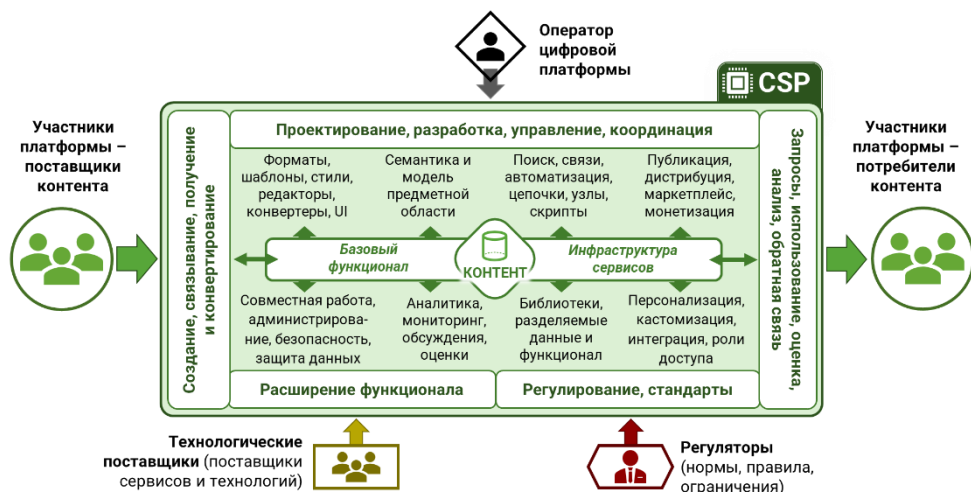 Оператор
цифровой
платформы
CSP
Участники
платформы –
поставщики
контента
Создание, связывание, получение
и конвертирование
Проектирование, разработка, управление, координация
Форматы,
шаблоны, стили,
редакторы,
конвертеры, UI
Семантика и
модель
предметной
области
Поиск, связи,
автоматизация,
цепочки, узлы,
скрипты
Публикация,
дистрибуция,
маркетплейс,
монетизация
Базовый
функционал
КОНТЕНТ
Инфраструктура
сервисов
Совместная работа,
администрирова-
ние, безопасность,
защита данных
Аналитика,
мониторинг,
обсуждения,
оценки
Библиотеки,
разделяемые
данные и
функционал
Персонализация,
кастомизация,
интеграция, роли
доступа
Расширение функционала
Регулирование, стандарты
Запросы, использование, оценка,
анализ, обратная связь
Участники
платформы –
потребители
контента
Технологические
поставщики (поставщики
сервисов и технологий)
Регуляторы
(нормы, правила,
ограничения)